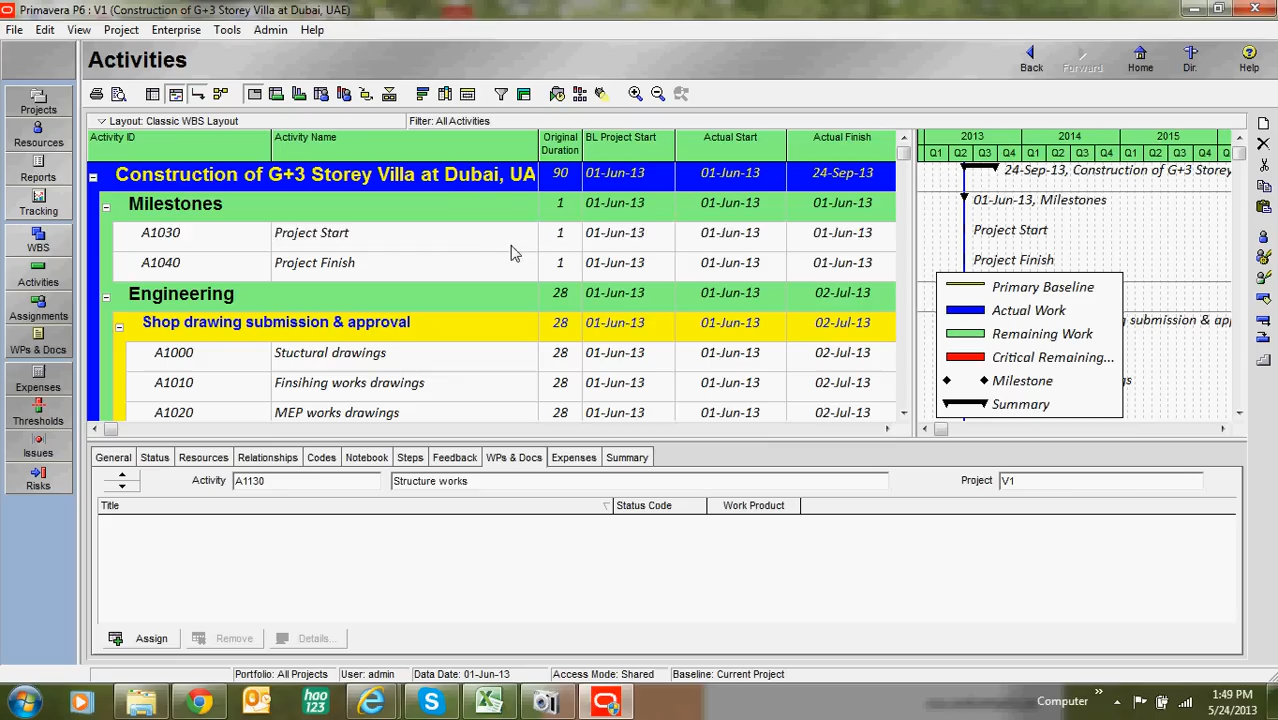 Primavera P6 : V1 (Construction of G+3 Storey Villa at Dubai, UAE)
File Edit View Project Enterprise Tools Admin Help
Activities
Back Forward Home Dir. Help
Projects
Resources
Reports
Tracking
WBS
Activities
Assignments
WPs & Docs
Expenses
Thresholds
Issues
Risks
Layout: Classic WBS Layout Filter: All Activities
Activity ID Activity Name Original Duration BL Project Start Actual Start Actual Finish
2013 2014 2015
Q1 Q2 Q3 Q4 Q1 Q2 Q3 Q4 Q1 Q2 Q3 Q4
Construction of G+3 Storey Villa at Dubai, UA 90 01-Jun-13 01-Jun-13 24-Sep-13 24-Sep-13, Construction of G+3 Storey
Milestones 1 01-Jun-13 01-Jun-13 01-Jun-13 01-Jun-13, Milestones
A1030 Project Start 1 01-Jun-13 01-Jun-13 01-Jun-13 Project Start
A1040 Project Finish 1 01-Jun-13 01-Jun-13 01-Jun-13 Project Finish
Engineering 28 01-Jun-13 01-Jun-13 02-Jul-13
Shop drawing submission & approval 28 01-Jun-13 01-Jun-13 02-Jul-13 submission & app
A1000 Stuctural drawings 28 01-Jun-13 01-Jun-13 02-Jul-13
A1010 Finsihing works drawings 28 01-Jun-13 01-Jun-13 02-Jul-13
A1020 MEP works drawings 28 01-Jun-13 01-Jun-13 02-Jul-13
Primary Baseline
Actual Work
Remaining Work
Critical Remaining...
Milestone
Summary
General Status Resources Relationships Codes Notebook Steps Feedback WPs & Docs Expenses Summary
Activity A1130 Structure works Project V1
Title Status Code Work Product
Assign Remove Details...
Portfolio: All Projects User: admin Data Date: 01-Jun-13 Access Mode: Shared Baseline: Current Project
hao
123
Computer
1:49 PM
5/24/2013